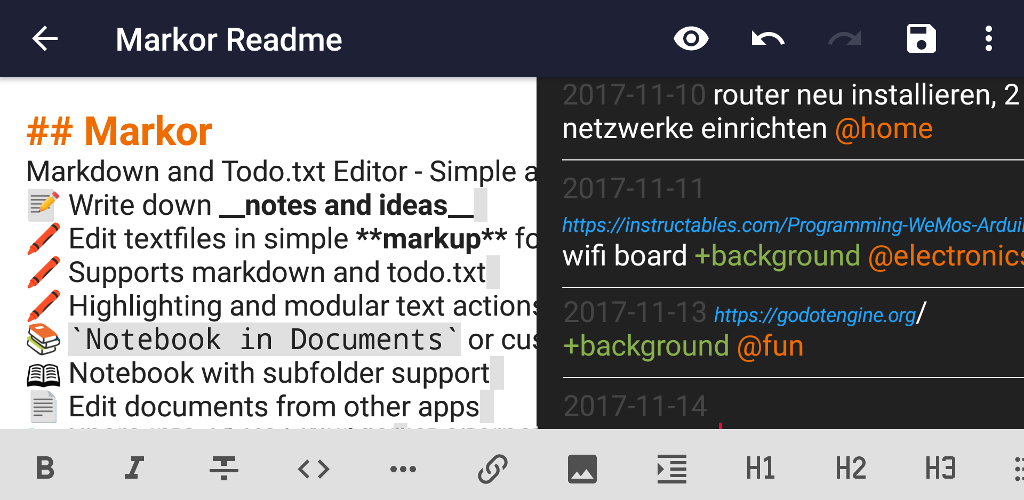 Markor Readme
## Markor
Markdown and Todo.txt Editor - Simple a
Write down __notes and ideas__
Edit textfiles in simple **markup** fo
Supports markdown and todo.txt
Highlighting and modular text actions
`Notebook in Documents` or cus
Notebook with subfolder support
Edit documents from other apps
2017-11-10 router neu installieren, 2
netzwerke einrichten @home
2017-11-11
https://instructables.com/Programming-WeMos-Ardui
wifi board +background @electronics
2017-11-13 https://godotengine.org/
+background @fun
2017-11-14
B I S <> ... H1 H2 H3